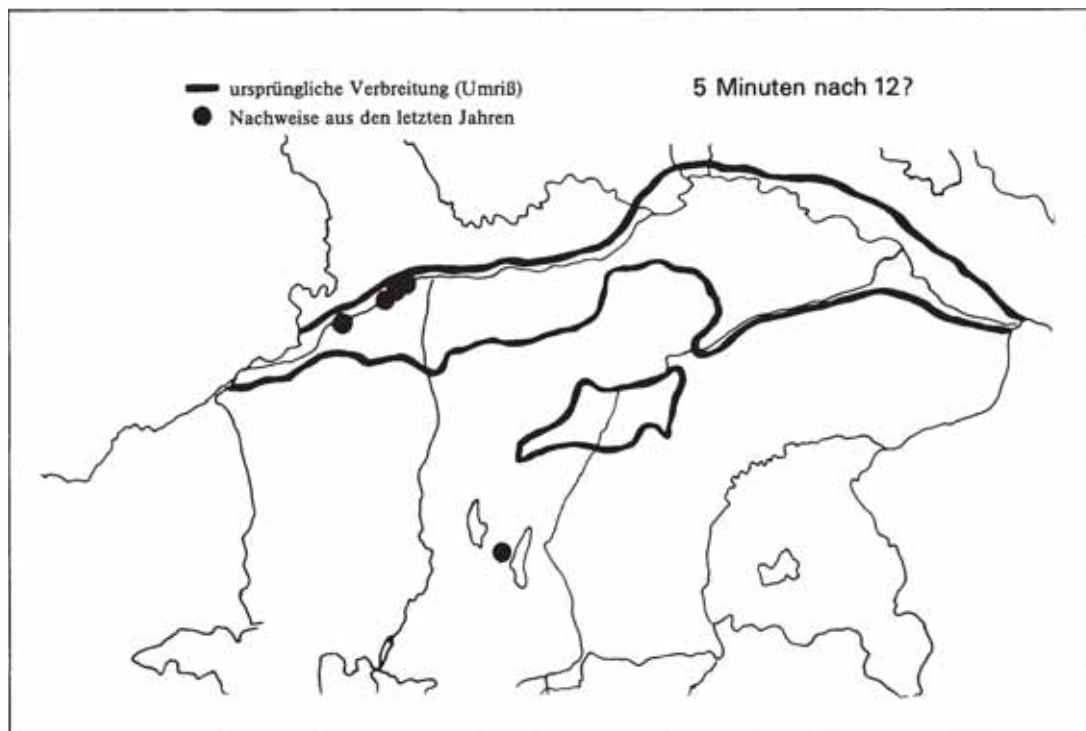 ursprüngliche Verbreitung (Umriß)
5 Minuten nach 12?
Nachweise aus den letzten Jahren